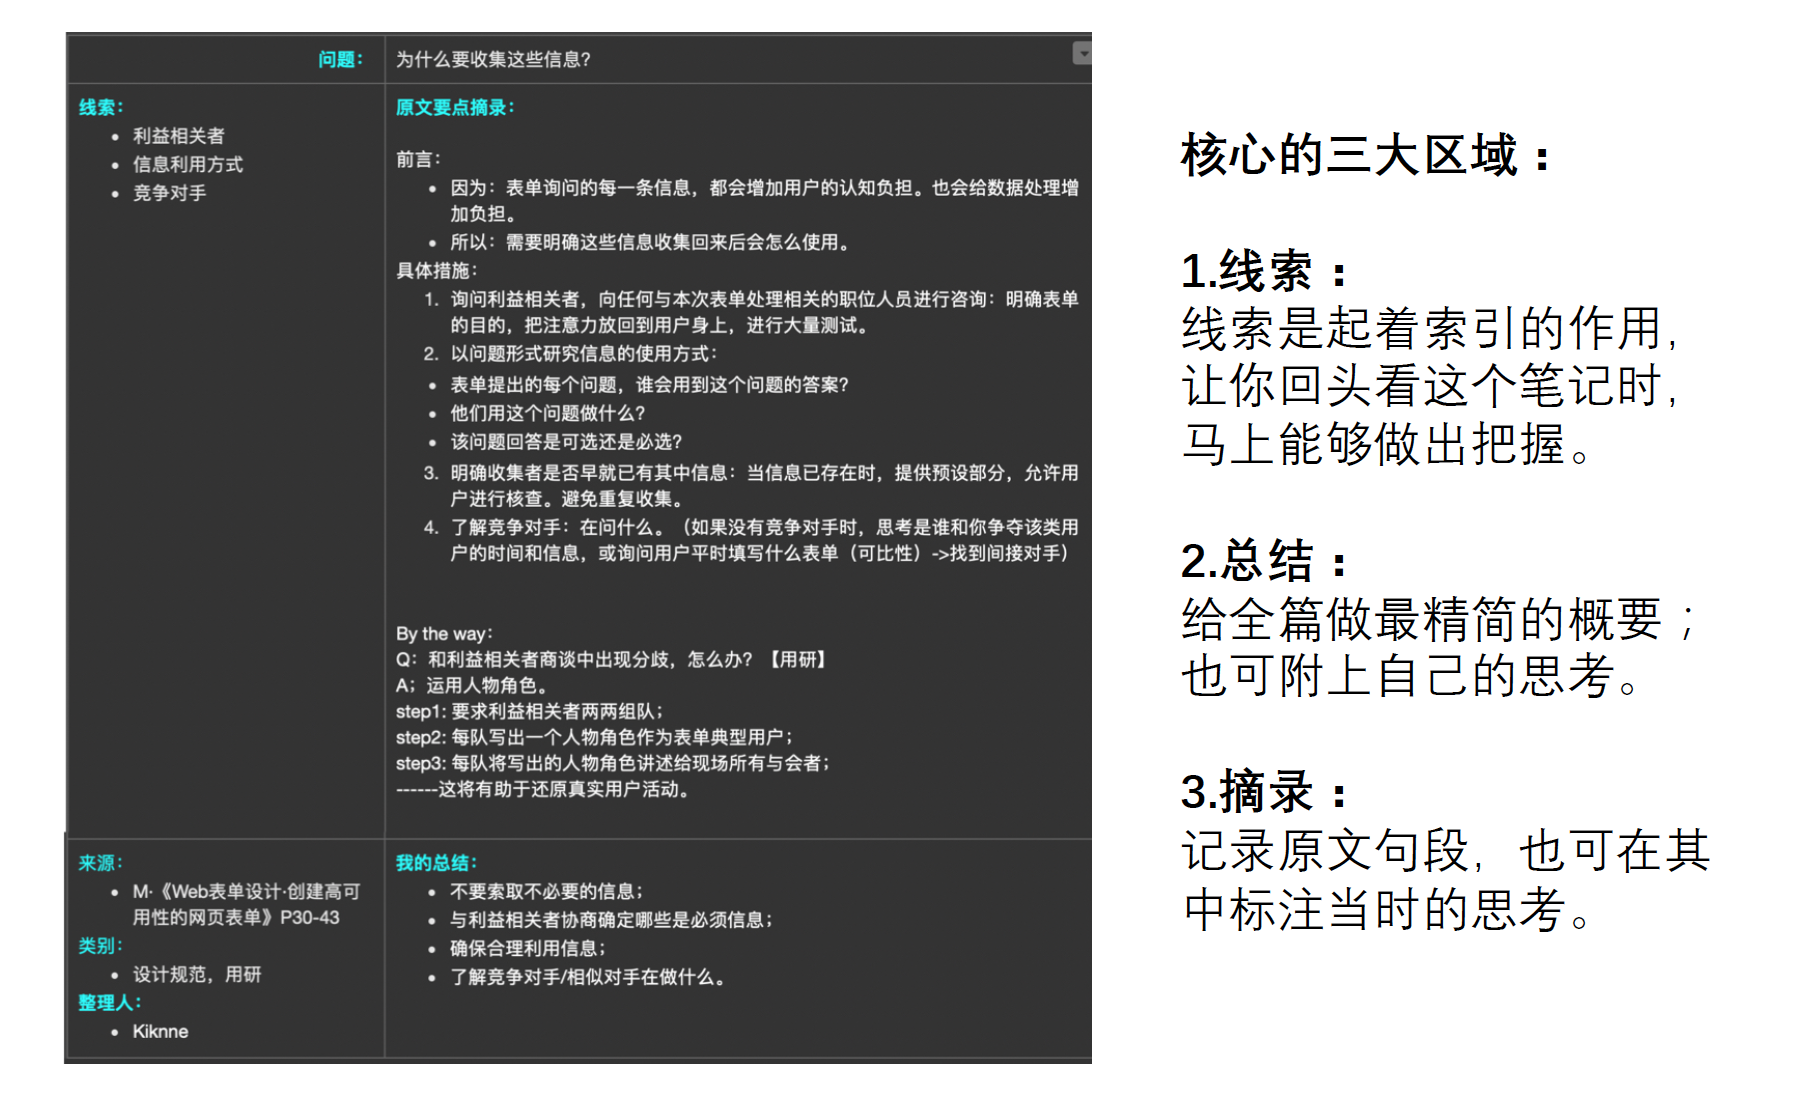 问题：
为什么要收集这些信息？
线索：
• 利益相关者
• 信息利用方式
• 竞争对手
原文要点摘录：
前言：
• 因为：表单询问的每一条信息，都会增加用户的认知负担。也会给数据处理增
加负担。
• 所以：需要明确这些信息收集回来后会怎么使用。
具体措施：
1. 询问利益相关者，向任何与本次表单处理相关的职位人员进行咨询：明确表单
的目的，把注意力放回到用户身上，进行大量测试。
2. 以问题形式研究信息的使用方式：
• 表单提出的每个问题，谁会用到这个问题的答案？
• 他们用这个问题做什么？
• 该问题回答是可选还是必选？
3. 明确收集者是否早就已有其中信息：当信息已存在时，提供预设部分，允许用
户进行核查。避免重复收集。
4. 了解竞争对手：在问什么。（如果没有竞争对手时，思考是谁和你争夺该类用
户的时间和信息，或询问用户平时填写什么表单（可比性）->找到间接对手）
By the way：
Q：和利益相关者商谈中出现分歧，怎么办？【用研】
A；运用人物角色。
step1: 要求利益相关者两两组队；
step2: 每队写出一个人物角色作为表单典型用户；
step3: 每队将写出的人物角色讲述给现场所有与会者；
------这将有助于还原真实用户活动。
来源：
• M·《Web表单设计·创建高可
用性的网页表单》P30-43
类别：
• 设计规范，用研
整理人：
• Kiknne
我的总结：
• 不要索取不必要的信息；
• 与利益相关者协商确定哪些是必须信息；
• 确保合理利用信息；
• 了解竞争对手/相似对手在做什么。
核心的三大区域：
1.线索：
线索是起着索引的作用，
让你回头看这个笔记时，
马上能够做出把握。
2.总结：
给全篇做最精简的概要；
也可附上自己的思考。
3.摘录：
记录原文句段，也可在其
中标注当时的思考。